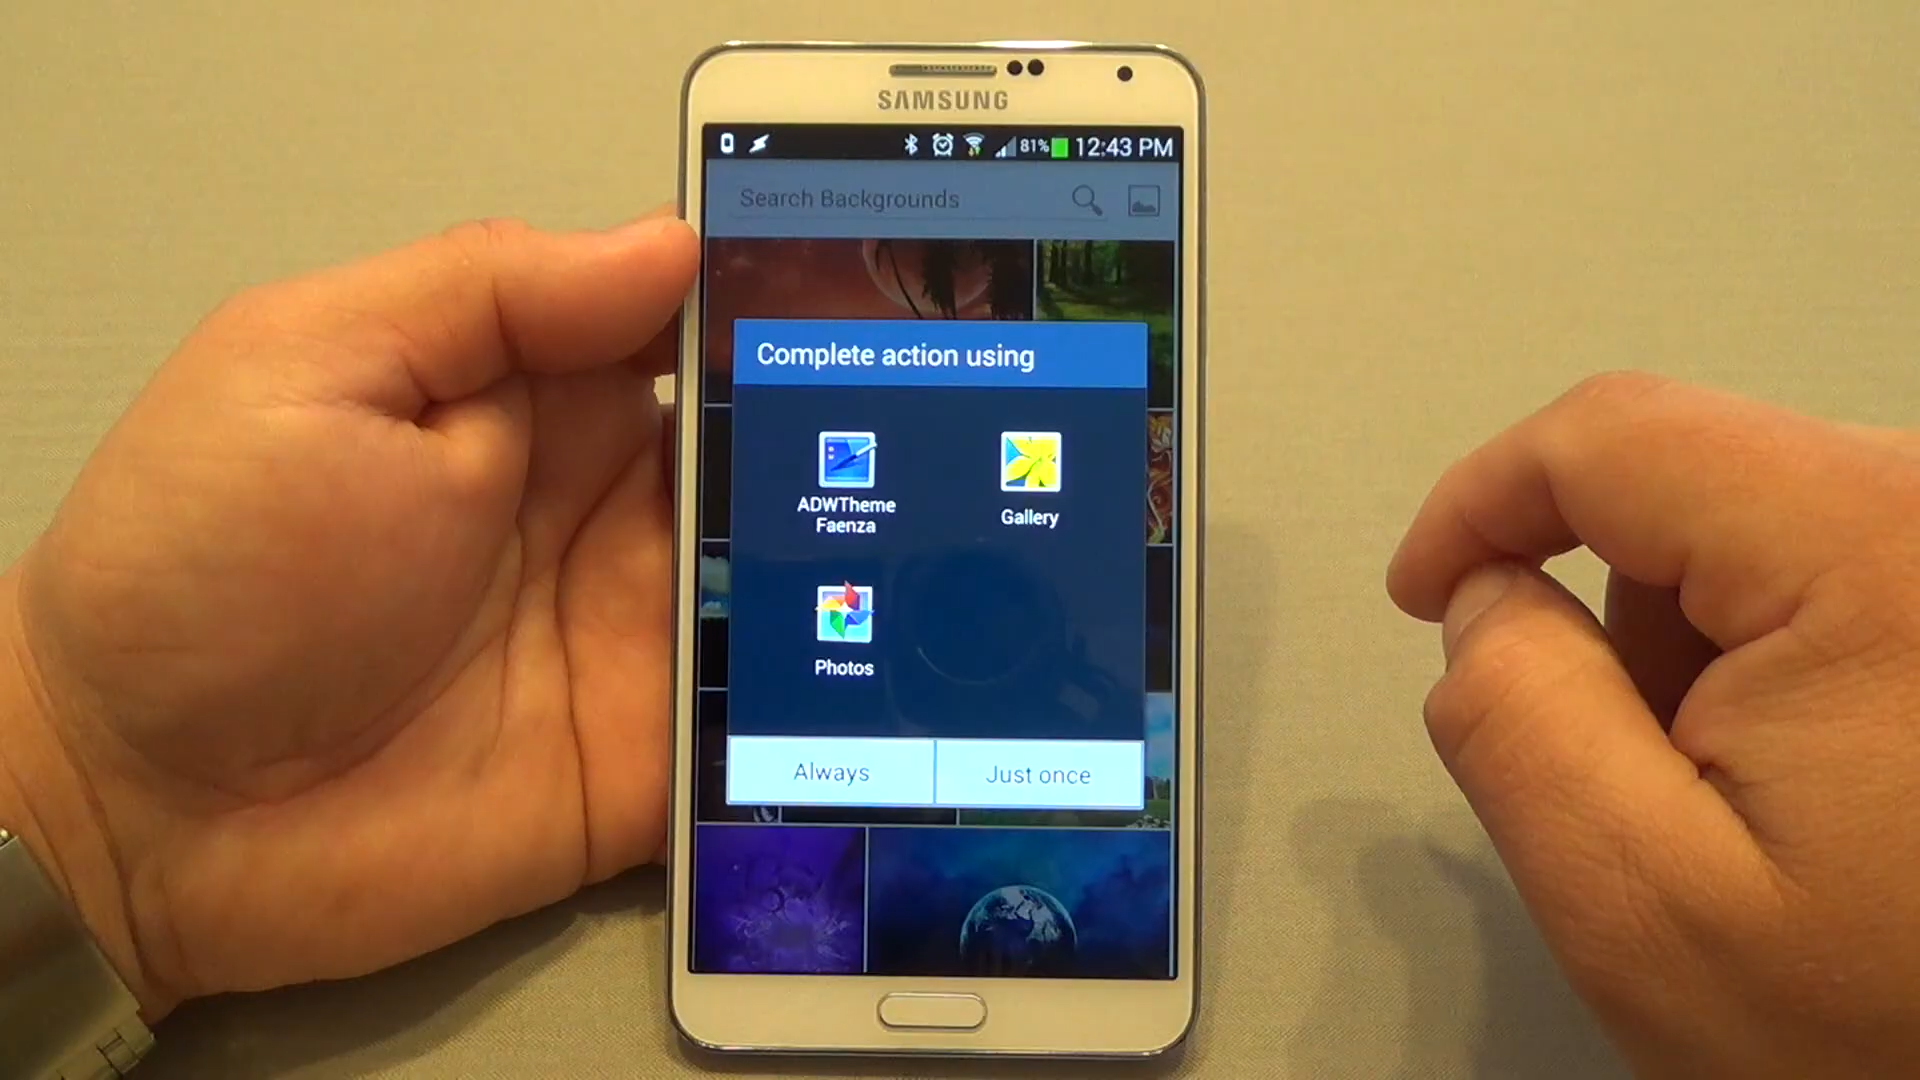 SAMSUNG
81% 12:43 PM
Search Backgrounds
Complete action using
ADWTheme
Faenza
Gallery
Photos
Always
Just once